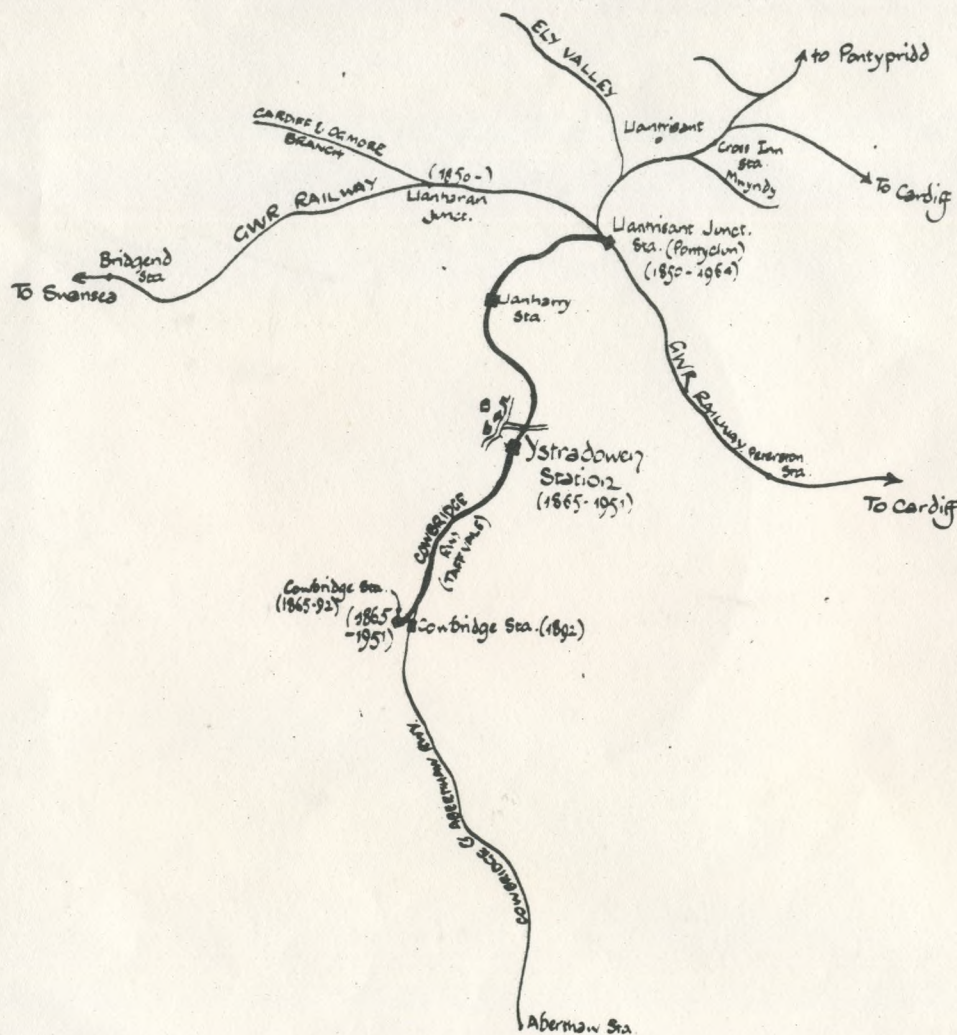 ELY VALLEY
to Pontypridd
CARDIFF & OGMORE
BRANCH
Llantrisant
Cross Inn
Sta.
Mwyndy
To Cardiff
(1850-)
Llanharan
Junct.
GWR RAILWAY
Llantrisant Junct.
Sta. (Pontyclun)
(1850-1964)
Bridgend
Sta
To Swansea
Llanharry
Sta.
GWR RAILWAY
Peterston
Sta.
To Cardiff
Ystradowen
Station
(1865-1951)
COWBRIDGE
(TAFF VALE)
Cowbridge Sta.
(1865-92)
(1865
-1951)
Cowbridge Sta. (1892)
COWBRIDGE & ABERTHAW RWY.
Aberthaw Sta.